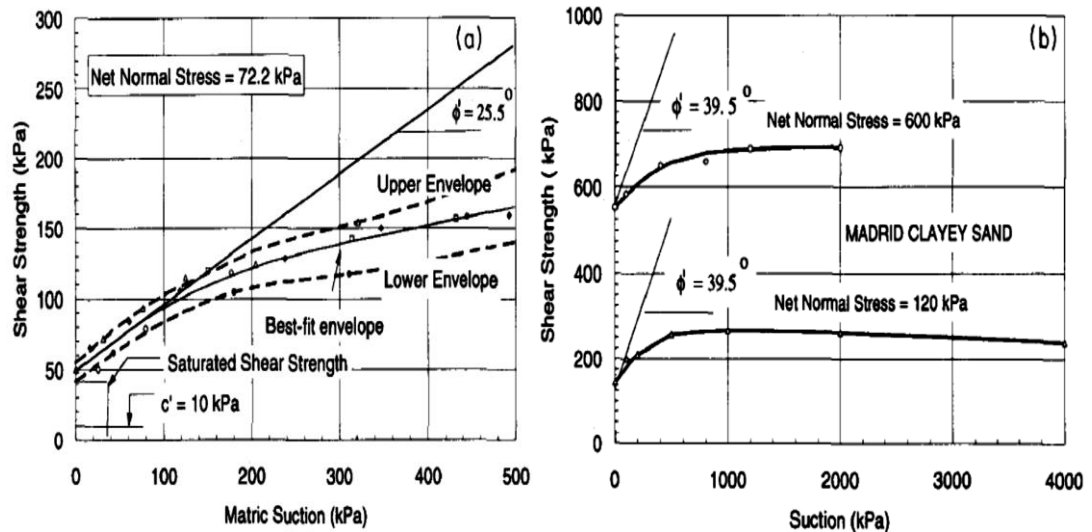 (a)
Net Normal Stress = 72.2 kPa
ϕ' = 25.5°
Upper Envelope
Lower Envelope
Best-fit envelope
Saturated Shear Strength
c' = 10 kPa
Shear Strength (kPa)
300
250
200
150
100
50
0
0 100 200 300 400 500
Matric Suction (kPa)
(b)
ϕ' = 39.5°
Net Normal Stress = 600 kPa
MADRID CLAYEY SAND
ϕ' = 39.5°
Net Normal Stress = 120 kPa
Shear Strength ( kPa)
1000
800
600
400
200
0
0 1000 2000 3000 4000
Suction (kPa)